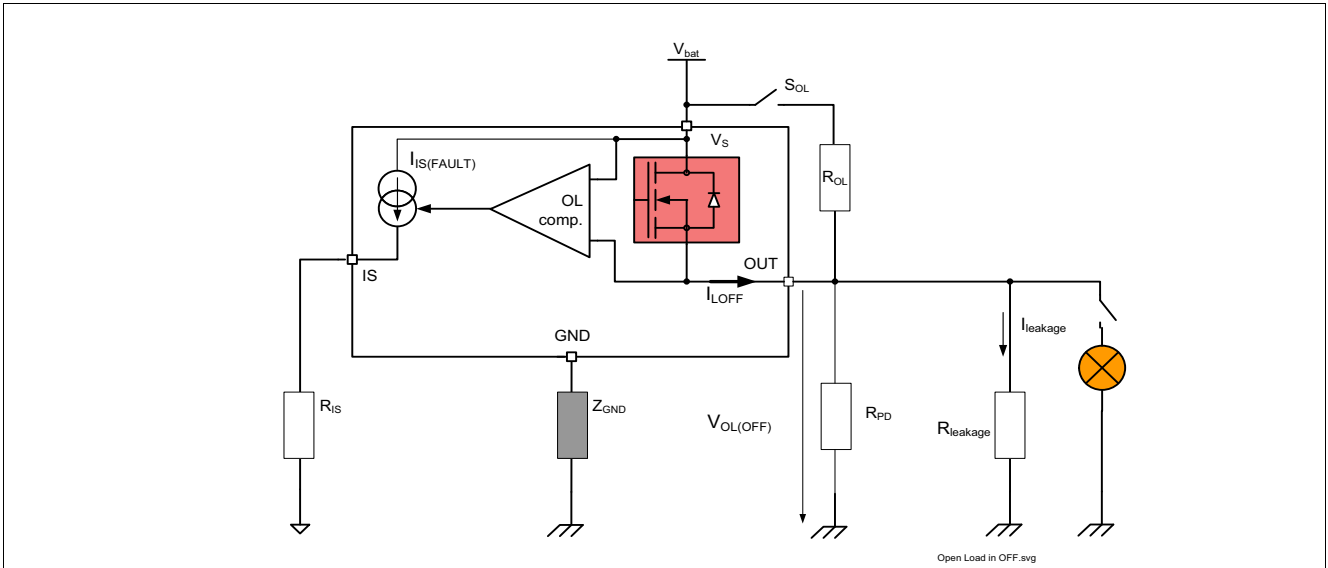 Vbat
SOL
VS
IIS(FAULT)
ROL
OL
comp.
OUT
IS
ILOFF
Ileakage
GND
RIS
ZGND
VOL(OFF)
RPD
Rleakage
Open Load in OFF.svg